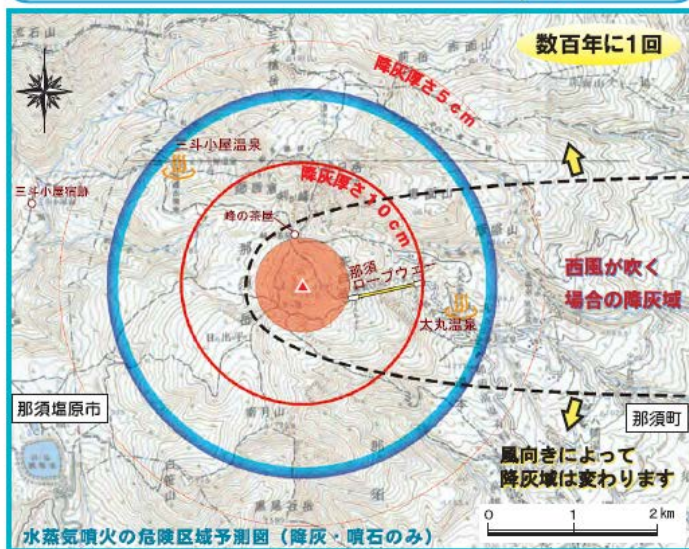 数百年に1回
降灰厚さ5cm
三斗小屋温泉
三斗小屋宿跡
降灰厚さ10cm
峰の茶屋
那須
ロープウェー
西風が吹く
場合の降灰域
大丸温泉
那須塩原市
那須町
風向きによって
降灰域は変わります
0 1 2km
水蒸気噴火の危険区域予測図（降灰・噴石のみ）